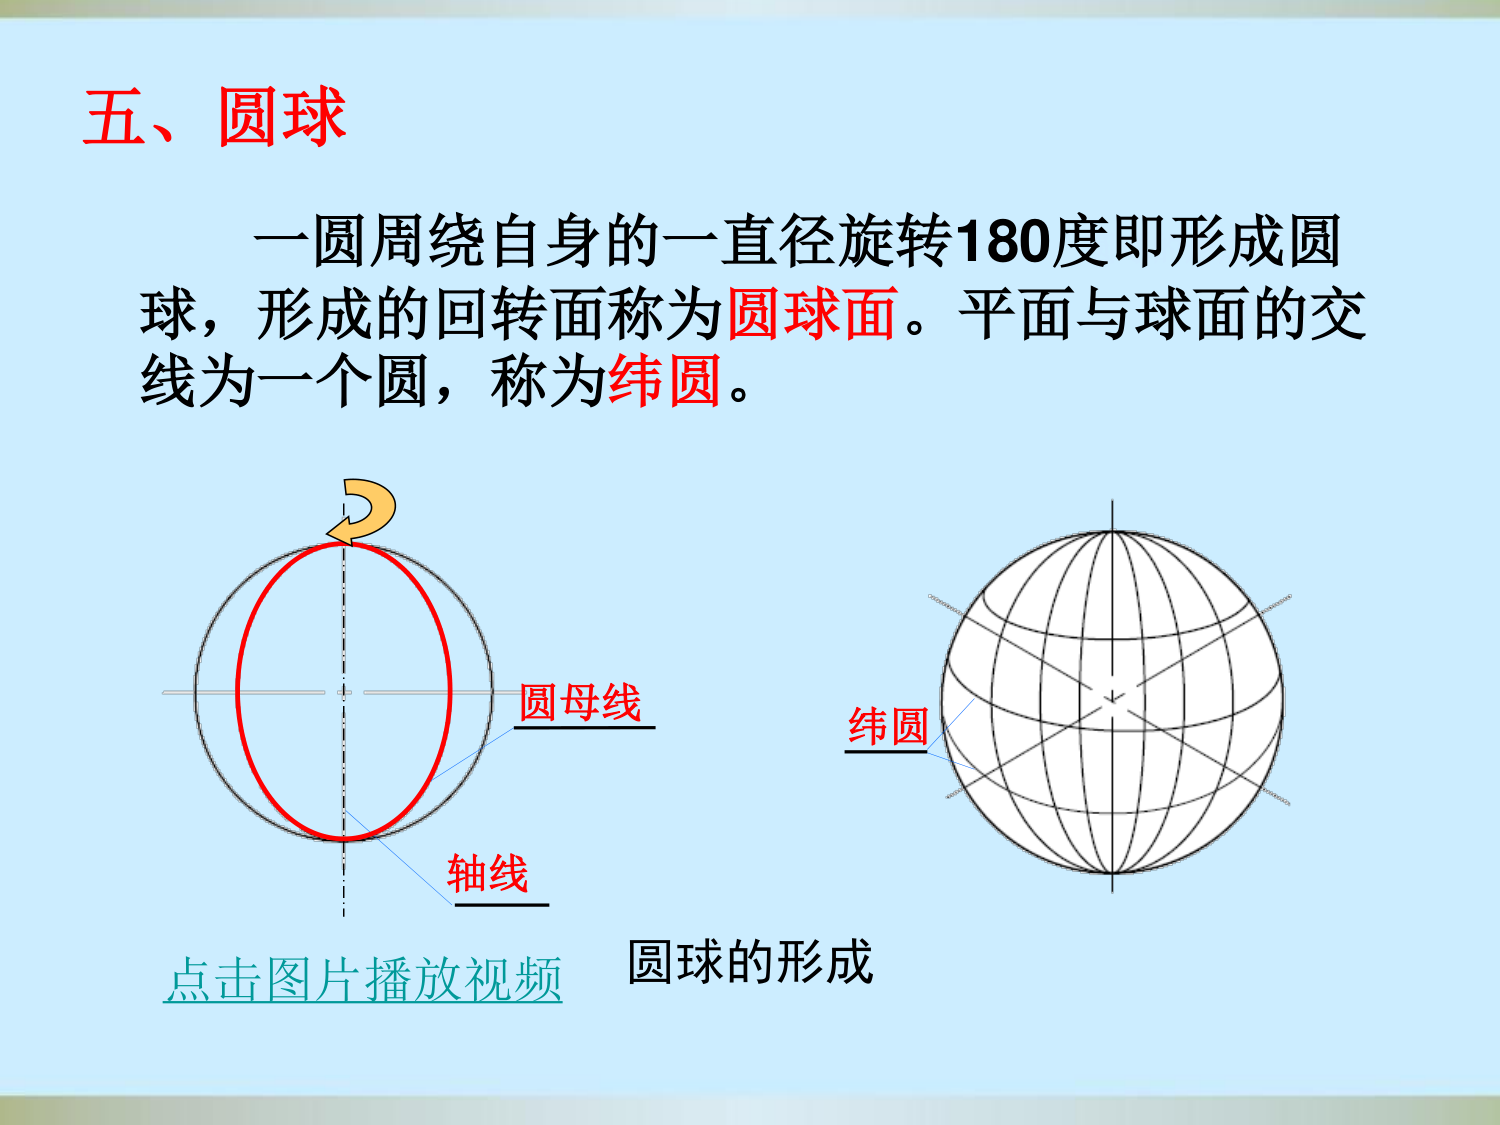 五、圆球
一圆周绕自身的一直径旋转180度即形成圆
球，形成的回转面称为圆球面。平面与球面的交
线为一个圆，称为纬圆。
圆母线
纬圆
轴线
圆球的形成
点击图片播放视频